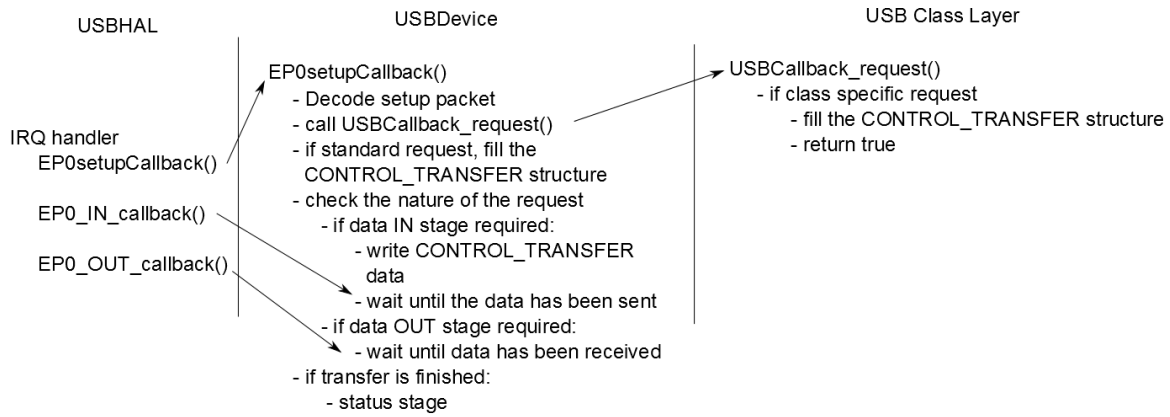 USBHAL
IRQ handler
EP0setupCallback()
EP0_IN_callback()
EP0_OUT_callback()
USBDevice
EP0setupCallback()
- Decode setup packet
- call USBCallback_request()
- if standard request, fill the
CONTROL_TRANSFER structure
- check the nature of the request
- if data IN stage required:
- write CONTROL_TRANSFER
data
- wait until the data has been sent
- if data OUT stage required:
- wait until data has been received
- if transfer is finished:
- status stage
USB Class Layer
USBCallback_request()
- if class specific request
- fill the CONTROL_TRANSFER structure
- return true